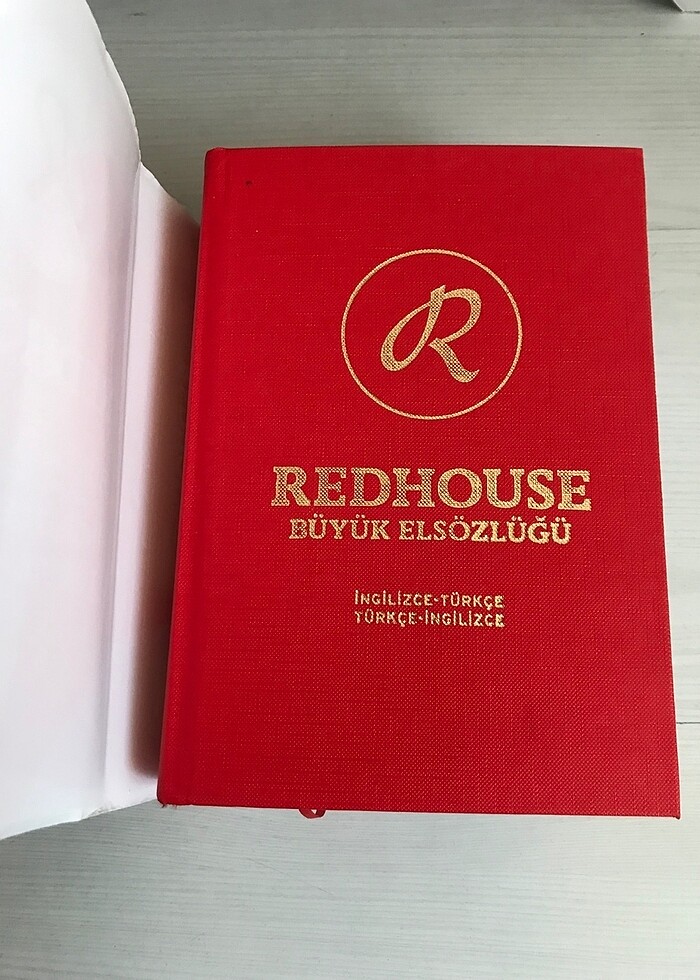 R
REDHOUSE
BÜYÜK ELSÖZLÜĞÜ
İNGİLİZCE-TÜRKÇE
TÜRKÇE-İNGİLİZCE